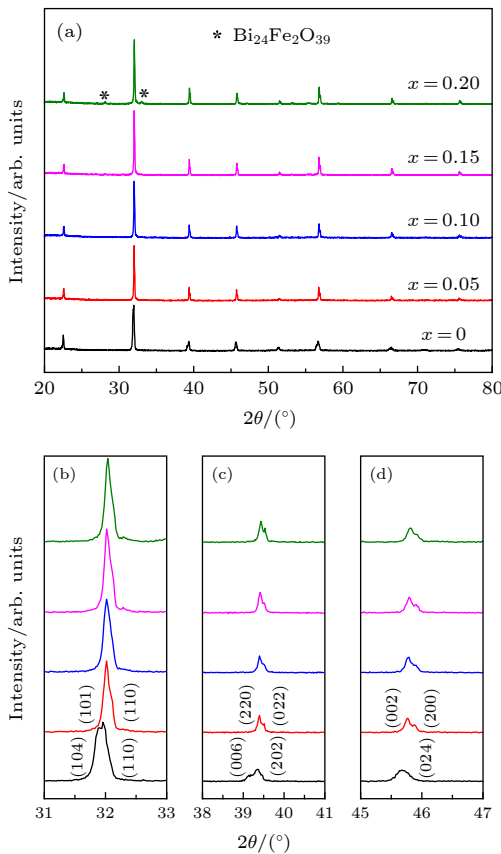 (a)
* Bi24Fe2O39
* *
x = 0.20
x = 0.15
x = 0.10
x = 0.05
x = 0
Intensity/arb. units
20 30 40 50 60 70 80
2θ/(°)
(b) (c) (d)
(101) (110) (220) (022) (002) (200)
(104) (110) (006) (202) (024)
Intensity/arb. units
31 32 33 38 39 40 41 45 46 47
2θ/(°)